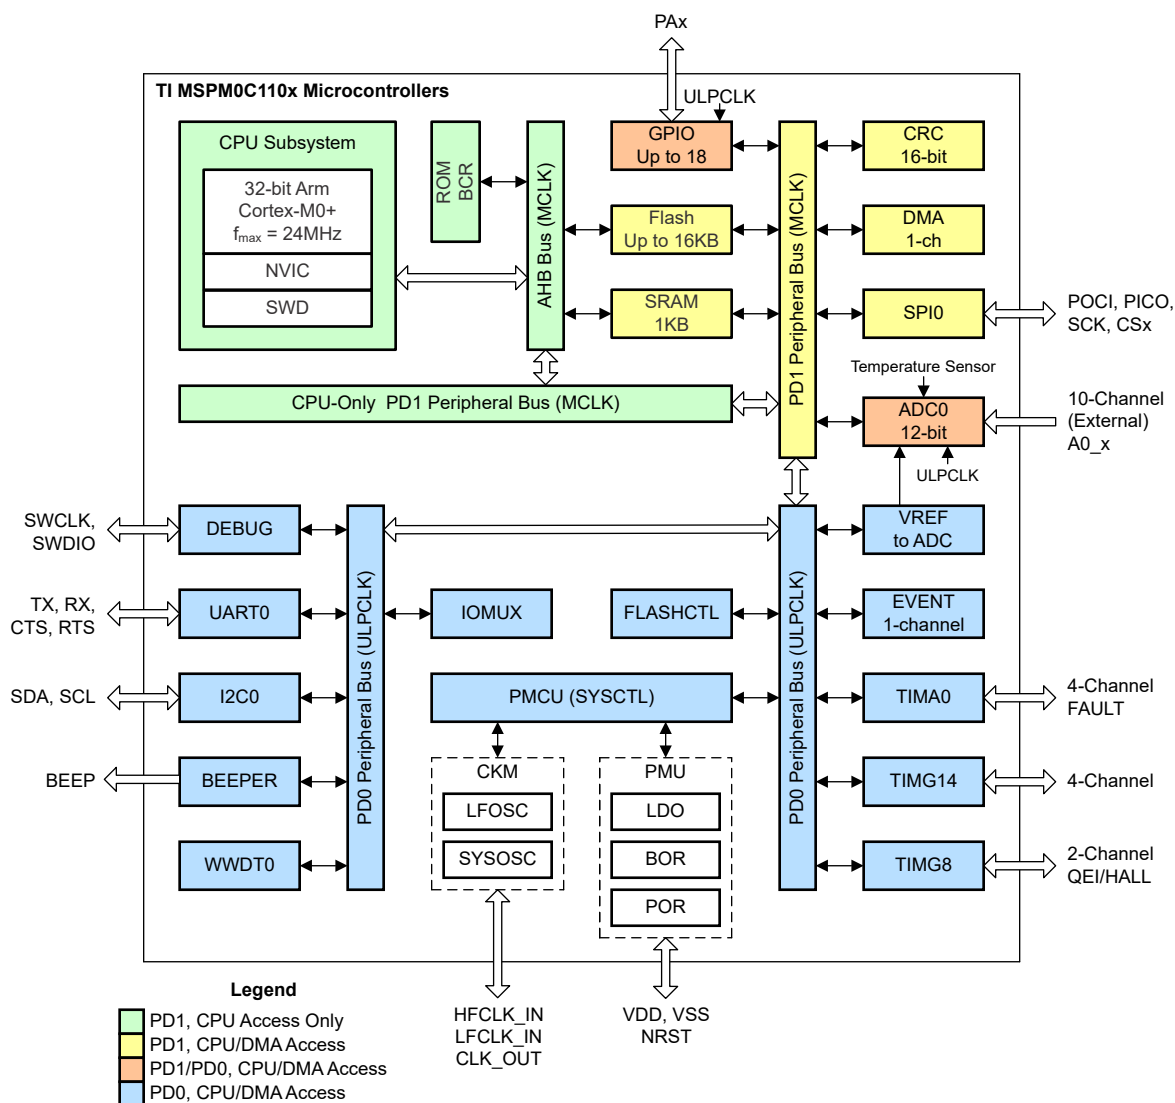 PAx
TI MSPM0C110x Microcontrollers
ULPCLK
CPU Subsystem
32-bit Arm
Cortex-M0+
fmax = 24MHz
NVIC
SWD
ROM
BCR
AHB Bus (MCLK)
GPIO
Up to 18
Flash
Up to 16KB
SRAM
1KB
PD1 Peripheral Bus (MCLK)
CRC
16-bit
DMA
1-ch
SPI0
POCI, PICO,
SCK, CSx
CPU-Only PD1 Peripheral Bus (MCLK)
Temperature Sensor
ADC0
12-bit
10-Channel
(External)
A0_x
ULPCLK
SWCLK,
SWDIO
DEBUG
VREF
to ADC
TX, RX,
CTS, RTS
UART0
PD0 Peripheral Bus (ULPCLK)
IOMUX
FLASHCTL
PD0 Peripheral Bus (ULPCLK)
EVENT
1-channel
SDA, SCL
I2C0
PMCU (SYSCTL)
TIMA0
4-Channel
FAULT
BEEP
BEEPER
CKM
LFOSC
SYSOSC
PMU
LDO
BOR
POR
TIMG14
4-Channel
WWDT0
TIMG8
2-Channel
QEI/HALL
HFCLK_IN
LFCLK_IN
CLK_OUT
VDD, VSS
NRST
Legend
PD1, CPU Access Only
PD1, CPU/DMA Access
PD1/PD0, CPU/DMA Access
PD0, CPU/DMA Access